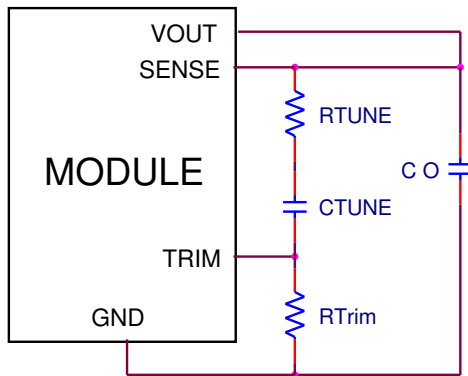 VOUT
SENSE
RTUNE
MODULE
C O
CTUNE
TRIM
GND
RTrim